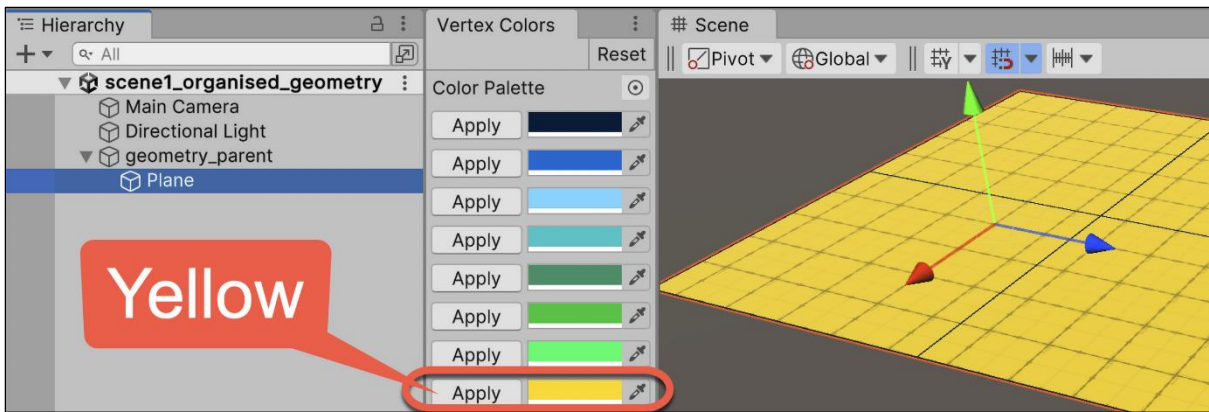 Hierarchy
All
scene1_organised_geometry
Main Camera
Directional Light
geometry_parent
Plane
Yellow
Vertex Colors
Reset
Color Palette
Apply
Apply
Apply
Apply
Apply
Apply
Apply
Apply
Scene
Pivot
Global